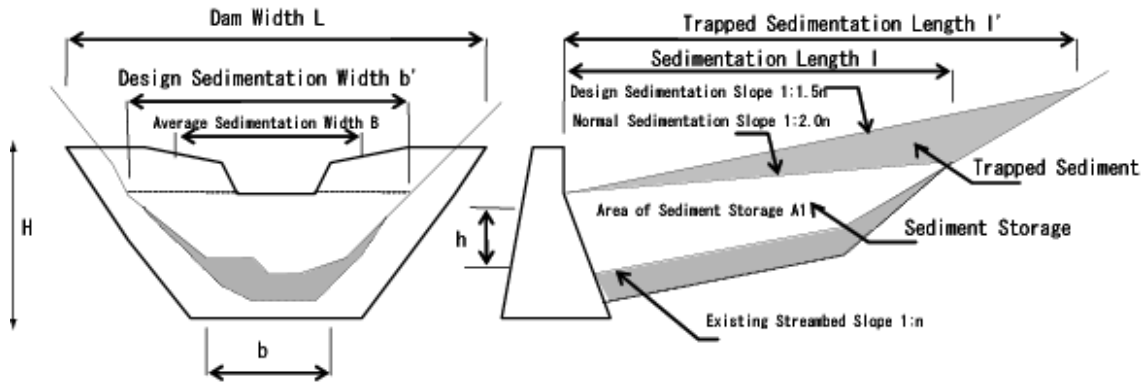 Dam Width L
Design Sedimentation Width b'
Average Sedimentation Width B
H
b
h
Trapped Sedimentation Length l'
Sedimentation Length l
Design Sedimentation Slope 1:1.5n
Normal Sedimentation Slope 1:2.0n
Trapped Sediment
Area of Sediment Storage A1
Sediment Storage
Existing Streambed Slope 1:n